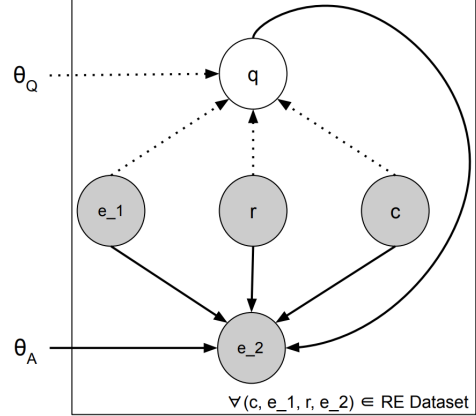 θ_Q
q
e_1
r
c
θ_A
e_2
∀(c, e_1, r, e_2) ∈ RE Dataset